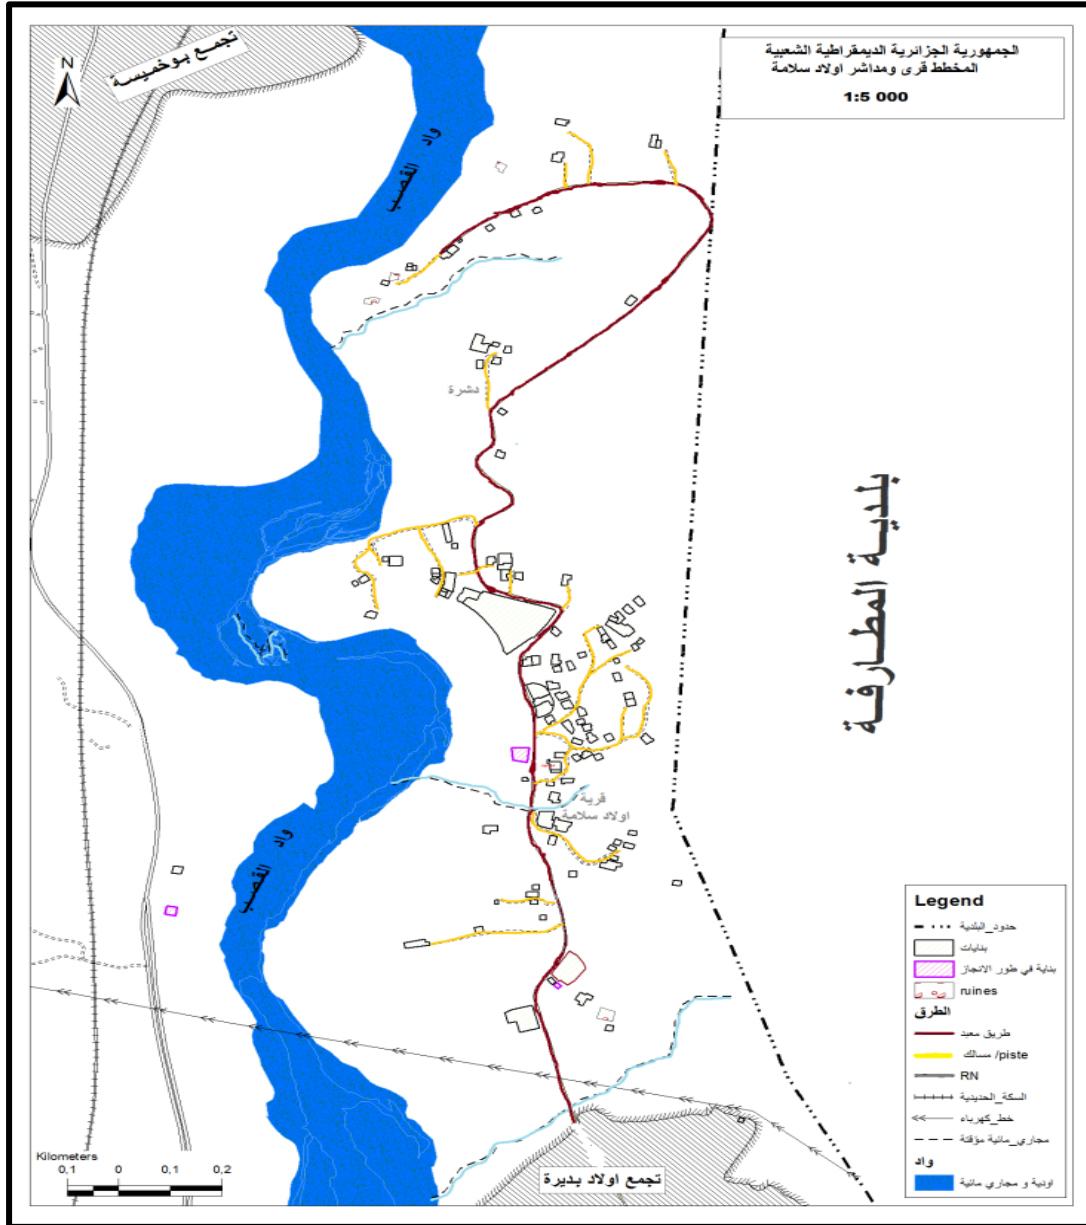 الجمهورية الجزائرية الديمقراطية الشعبية
المخطط قرى ومداشر اولاد سلامة
1:5 000
تجمع بوخميسة
N
واد القصب
دشرة
بلدية المطارفة
قرية
اولاد سلامة
واد القصب
Legend
حدود_البلدية
بنايات
بناية في طور الانجاز
ruines
الطرق
طريق معبد
مسالك /piste
RN
السكة_الحديدية
خط_كهرباء
مجاري_مائية مؤقتة
واد
اودية و مجاري مائية
Kilometers
0,1 0 0,1 0,2
تجمع اولاد بديرة